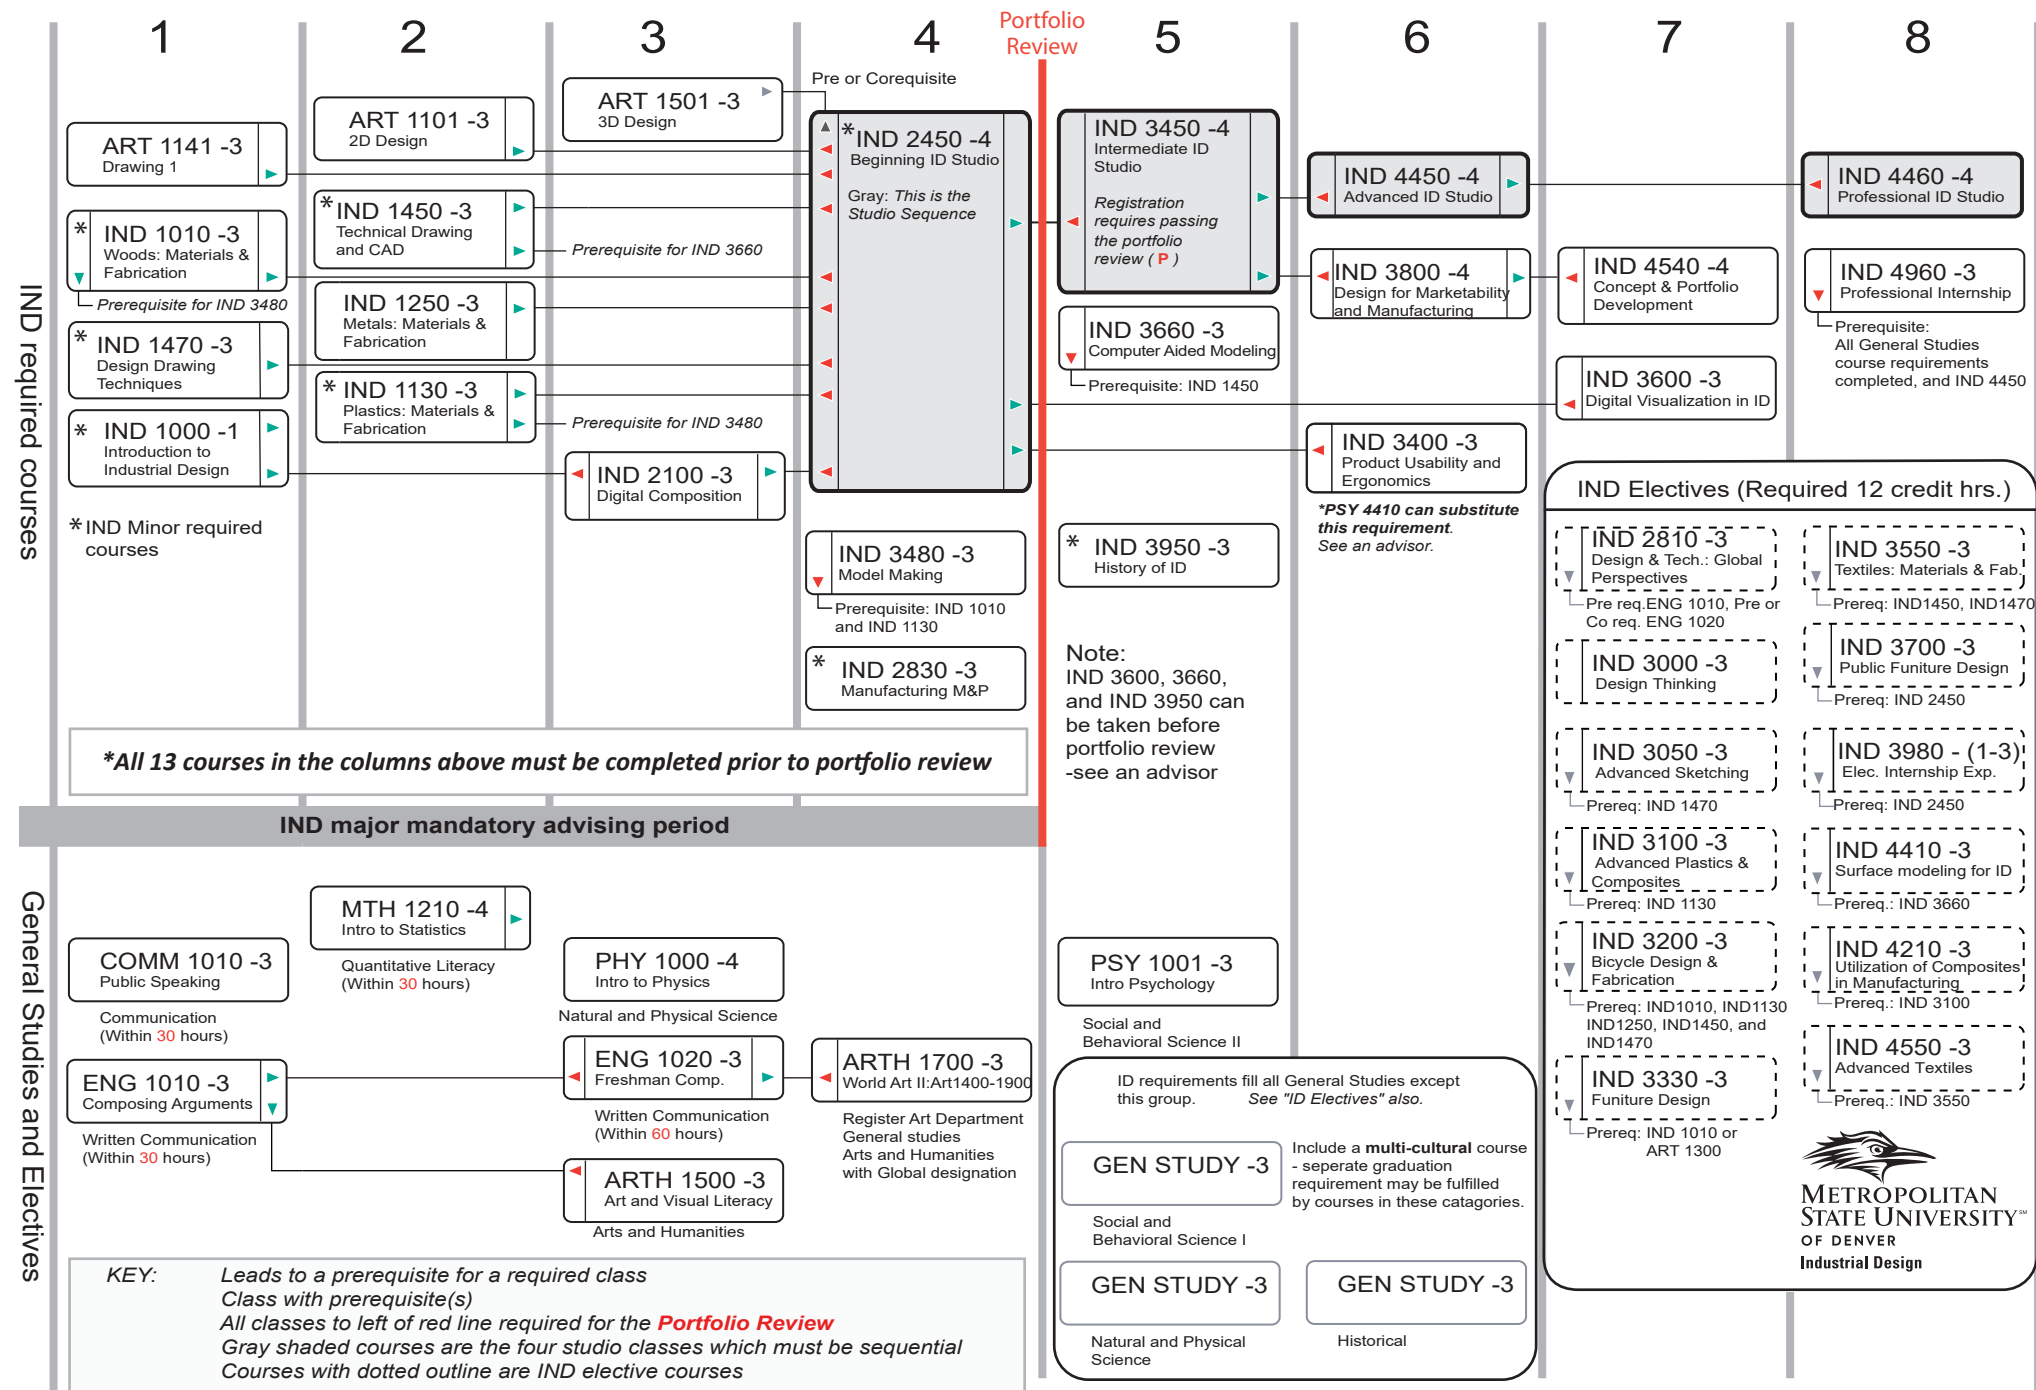 1
2
3
4
Portfolio
Review
5
6
7
8
IND required courses
ART 1141 -3
Drawing 1
* IND 1010 -3
Woods: Materials &
Fabrication
Prerequisite for IND 3480
* IND 1470 -3
Design Drawing
Techniques
* IND 1000 -1
Introduction to
Industrial Design
*IND Minor required
courses
ART 1101 -3
2D Design
*IND 1450 -3
Technical Drawing
and CAD
Prerequisite for IND 3660
IND 1250 -3
Metals: Materials &
Fabrication
* IND 1130 -3
Plastics: Materials &
Fabrication
Prerequisite for IND 3480
ART 1501 -3
3D Design
IND 2100 -3
Digital Composition
Pre or Corequisite
*IND 2450 -4
Beginning ID Studio
Gray: This is the
Studio Sequence
IND 3480 -3
Model Making
Prerequisite: IND 1010
and IND 1130
* IND 2830 -3
Manufacturing M&P
*All 13 courses in the columns above must be completed prior to portfolio review
IND major mandatory advising period
IND 3450 -4
Intermediate ID
Studio
Registration
requires passing
the portfolio
review ( P )
IND 3660 -3
Computer Aided Modeling
Prerequisite: IND 1450
* IND 3950 -3
History of ID
Note:
IND 3600, 3660,
and IND 3950 can
be taken before
portfolio review
-see an advisor
IND 4450 -4
Advanced ID Studio
IND 3800 -4
Design for Marketability
and Manufacturing
IND 3400 -3
Product Usability and
Ergonomics
*PSY 4410 can substitute
this requirement.
See an advisor.
IND 4540 -4
Concept & Portfolio
Development
IND 3600 -3
Digital Visualization in ID
IND 4460 -4
Professional ID Studio
IND 4960 -3
Professional Internship
Prerequisite:
All General Studies
course requirements
completed, and IND 4450
IND Electives (Required 12 credit hrs.)
IND 2810 -3
Design & Tech.: Global
Perspectives
Pre req.ENG 1010, Pre or
Co req. ENG 1020
IND 3000 -3
Design Thinking
IND 3050 -3
Advanced Sketching
Prereq: IND 1470
IND 3100 -3
Advanced Plastics &
Composites
Prereq: IND 1130
IND 3200 -3
Bicycle Design &
Fabrication
Prereq: IND1010, IND1130
IND1250, IND1450, and
IND1470
IND 3330 -3
Funiture Design
Prereq: IND 1010 or
ART 1300
IND 3550 -3
Textiles: Materials & Fab.
Prereq: IND1450, IND1470
IND 3700 -3
Public Funiture Design
Prereq: IND 2450
IND 3980 - (1-3)
Elec. Internship Exp.
Prereq: IND 2450
IND 4410 -3
Surface modeling for ID
Prereq.: IND 3660
IND 4210 -3
Utilization of Composites
in Manufacturing
Prereq.: IND 3100
IND 4550 -3
Advanced Textiles
Prereq.: IND 3550
METROPOLITAN
STATE UNIVERSITY℠
OF DENVER
Industrial Design
General Studies and Electives
COMM 1010 -3
Public Speaking
Communication
(Within 30 hours)
ENG 1010 -3
Composing Arguments
Written Communication
(Within 30 hours)
MTH 1210 -4
Intro to Statistics
Quantitative Literacy
(Within 30 hours)
PHY 1000 -4
Intro to Physics
Natural and Physical Science
ENG 1020 -3
Freshman Comp.
Written Communication
(Within 60 hours)
ARTH 1500 -3
Art and Visual Literacy
Arts and Humanities
ARTH 1700 -3
World Art II:Art1400-1900
Register Art Department
General studies
Arts and Humanities
with Global designation
PSY 1001 -3
Intro Psychology
Social and
Behavioral Science II
ID requirements fill all General Studies except
this group. See "ID Electives" also.
GEN STUDY -3
Social and
Behavioral Science I
Include a multi-cultural course
- seperate graduation
requirement may be fulfilled
by courses in these catagories.
GEN STUDY -3
Natural and Physical
Science
GEN STUDY -3
Historical
KEY:
Leads to a prerequisite for a required class
Class with prerequisite(s)
All classes to left of red line required for the Portfolio Review
Gray shaded courses are the four studio classes which must be sequential
Courses with dotted outline are IND elective courses